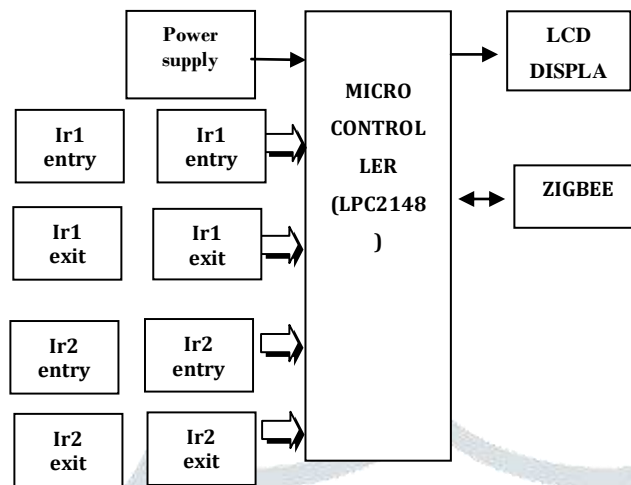 Power
supply
LCD
DISPLA
MICRO
CONTROL
LER
(LPC2148
)
Ir1
entry
Ir1
entry
ZIGBEE
Ir1
exit
Ir1
exit
Ir2
entry
Ir2
entry
Ir2
exit
Ir2
exit